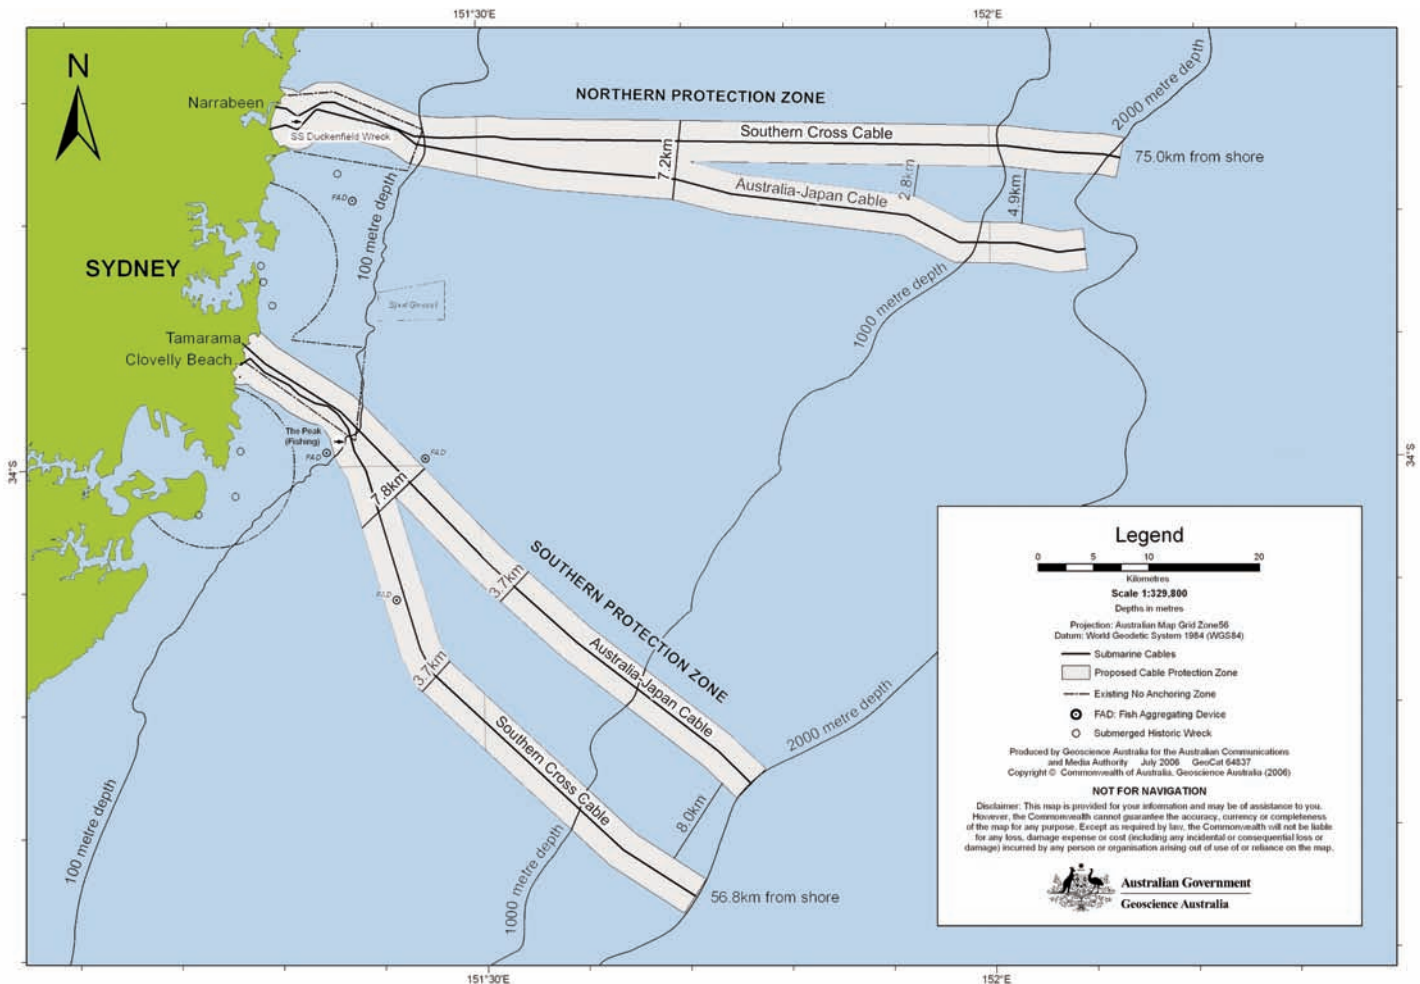 151°30'E
152°E
N
Narrabeen
SS Duckenfield Wreck
NORTHERN PROTECTION ZONE
Southern Cross Cable
2000 metre depth
75.0km from shore
7.2km
Australia-Japan Cable
2.8km
4.9km
FAD
100 metre depth
SYDNEY
1000 metre depth
Tamarama
Clovelly Beach
The Peak
(Fishing)
FAD
FAD
34°S
34°S
7.8km
SOUTHERN PROTECTION ZONE
3.7km
FAD
Australia-Japan Cable
3.7km
Southern Cross Cable
2000 metre depth
8.0km
100 metre depth
1000 metre depth
56.8km from shore
151°30'E
152°E
Legend
0 5 10 20
Kilometres
Scale 1:329,800
Depths in metres
Projection: Australian Map Grid Zone56
Datum: World Geodetic System 1984 (WGS84)
Submarine Cables
Proposed Cable Protection Zone
Existing No Anchoring Zone
FAD: Fish Aggregating Device
Submerged Historic Wreck
Produced by Geoscience Australia for the Australian Communications
and Media Authority July 2006 GeoCat 64837
Copyright © Commonwealth of Australia, Geoscience Australia (2006)
NOT FOR NAVIGATION
Disclaimer: This map is provided for your information and may be of assistance to you.
However, the Commonwealth cannot guarantee the accuracy, currency or completeness
of the map for any purpose. Except as required by law, the Commonwealth will not be liable
for any loss, damage expense or cost (including any incidental or consequential loss or
damage) incurred by any person or organisation arising out of use of or reliance on the map.
Australian Government
Geoscience Australia